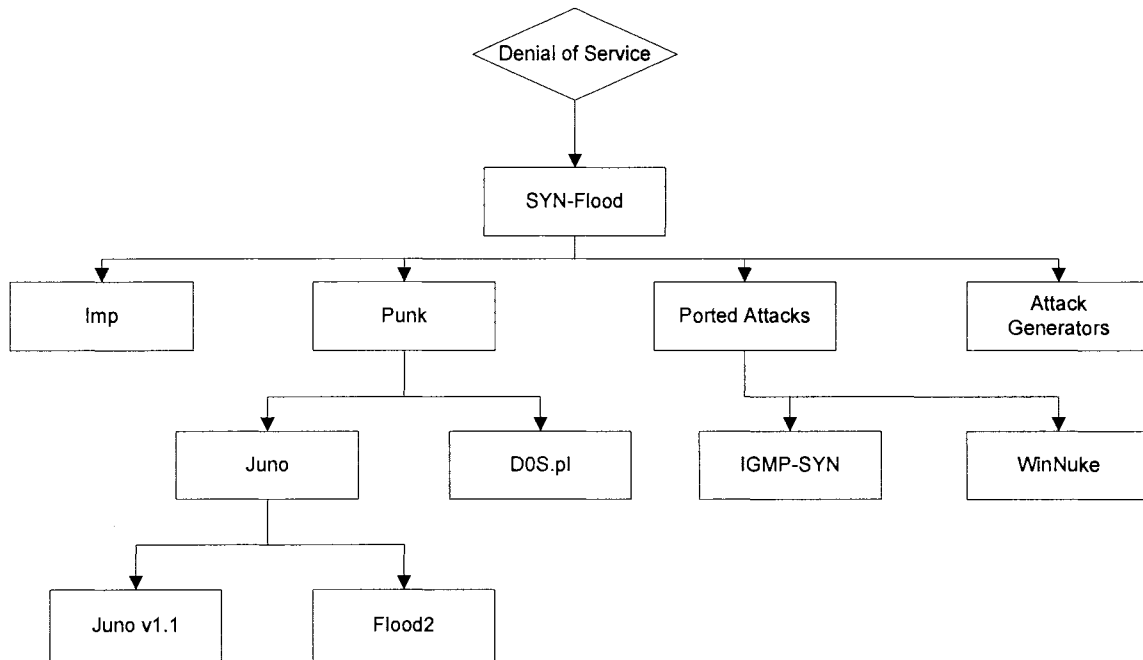 Denial of Service
SYN-Flood
Imp
Punk
Ported Attacks
Attack
Generators
Juno
D0S.pl
IGMP-SYN
WinNuke
Juno v1.1
Flood2